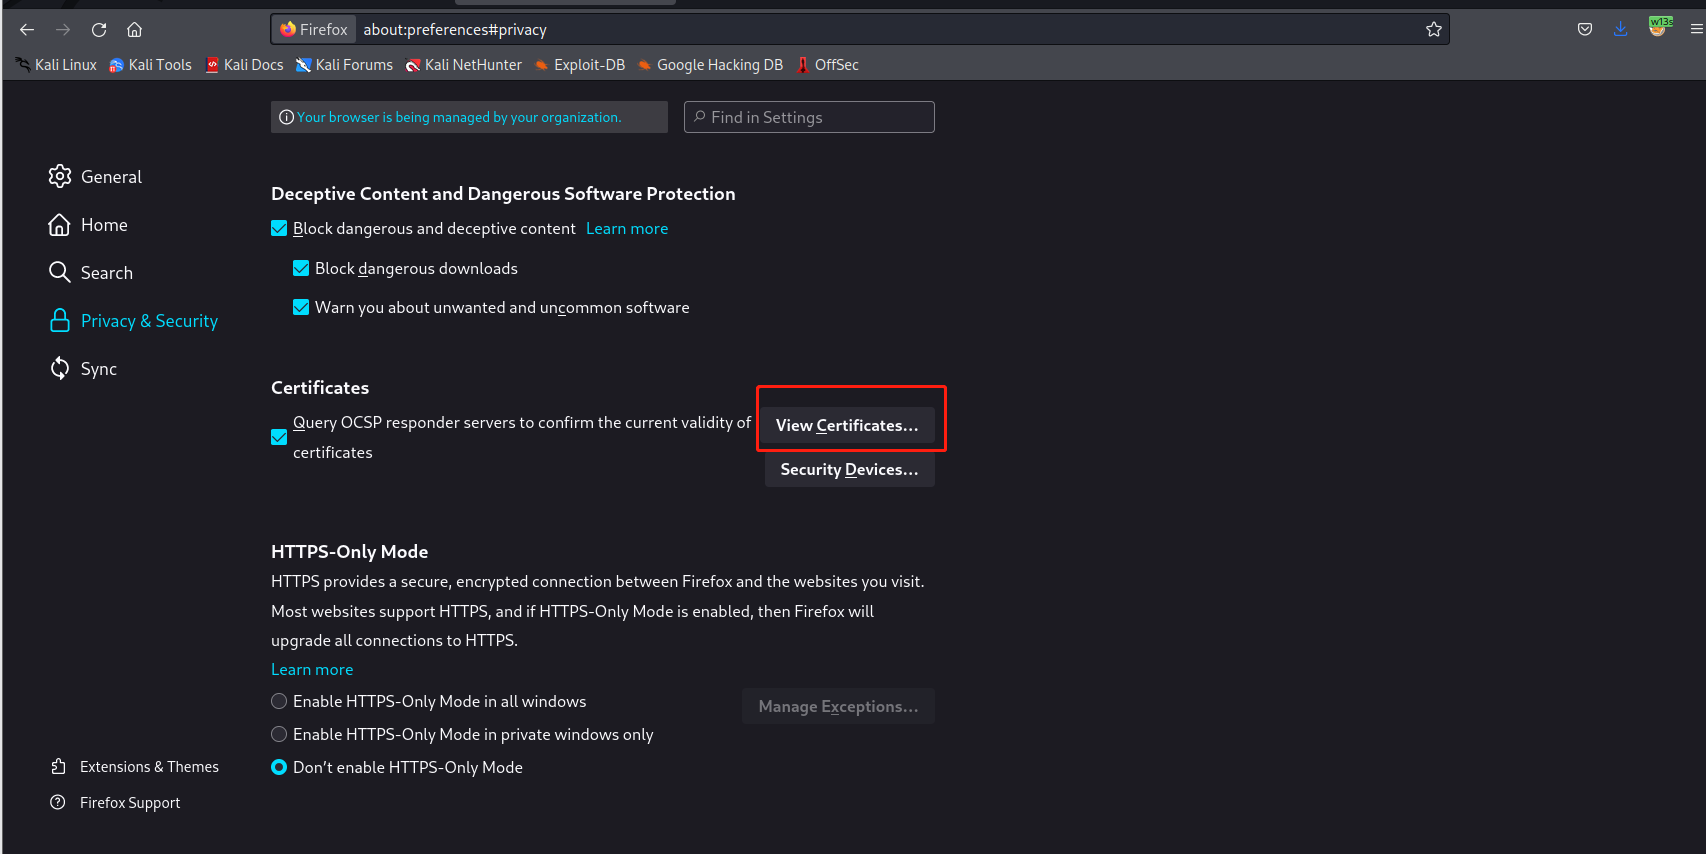 Firefox about:preferences#privacy
w13s
Kali Linux Kali Tools Kali Docs Kali Forums Kali NetHunter Exploit-DB Google Hacking DB OffSec
Your browser is being managed by your organization. Find in Settings
General
Home
Search
Privacy & Security
Sync
Deceptive Content and Dangerous Software Protection
Block dangerous and deceptive content Learn more
Block dangerous downloads
Warn you about unwanted and uncommon software
Certificates
Query OCSP responder servers to confirm the current validity of
certificates
View Certificates...
Security Devices...
HTTPS-Only Mode
HTTPS provides a secure, encrypted connection between Firefox and the websites you visit.
Most websites support HTTPS, and if HTTPS-Only Mode is enabled, then Firefox will
upgrade all connections to HTTPS.
Learn more
Enable HTTPS-Only Mode in all windows
Manage Exceptions...
Enable HTTPS-Only Mode in private windows only
Don’t enable HTTPS-Only Mode
Extensions & Themes
Firefox Support